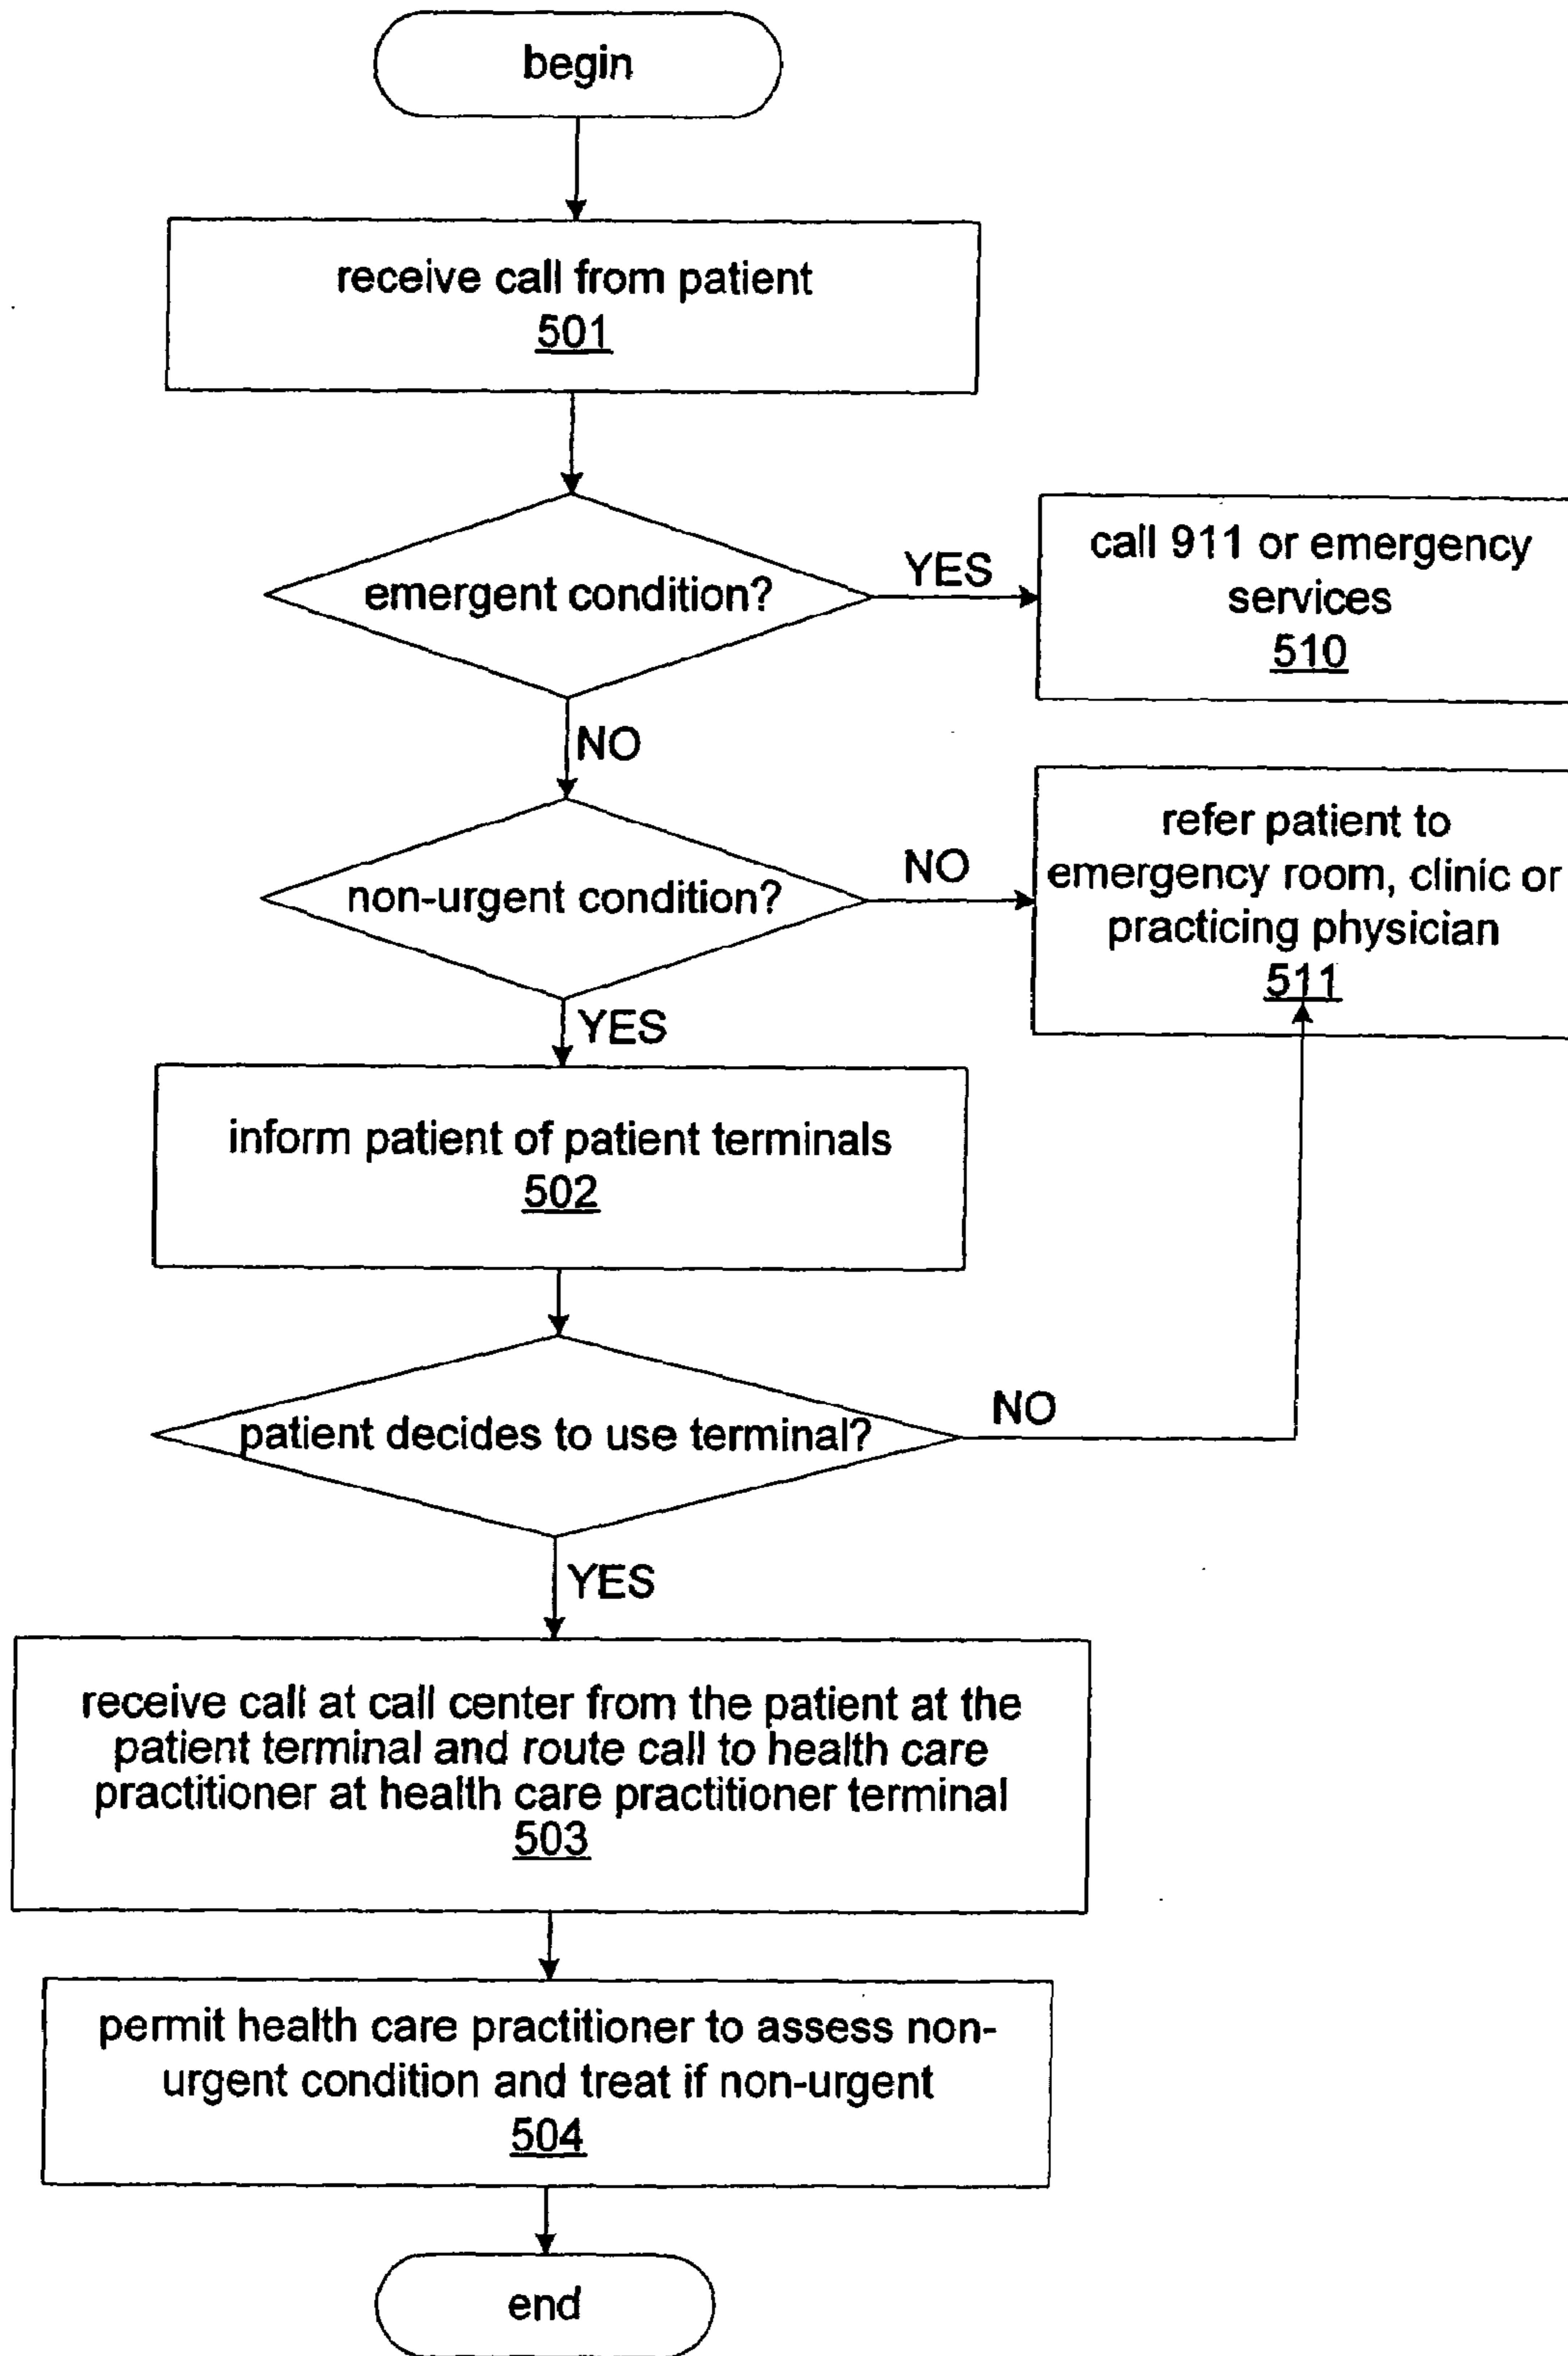 begin
receive call from patient
501
emergent condition?
YES
call 911 or emergency
services
510
NO
non-urgent condition?
NO
refer patient to
emergency room, clinic or
practicing physician
511
YES
inform patient of patient terminals
502
patient decides to use terminal?
NO
YES
receive call at call center from the patient at the
patient terminal and route call to health care
practitioner at health care practitioner terminal
503
permit health care practitioner to assess non-
urgent condition and treat if non-urgent
504
end